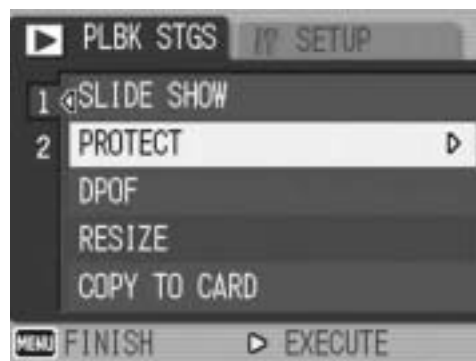 PLBK STGS SETUP
1 SLIDE SHOW
2 PROTECT
DPOF
RESIZE
COPY TO CARD
MENU FINISH EXECUTE